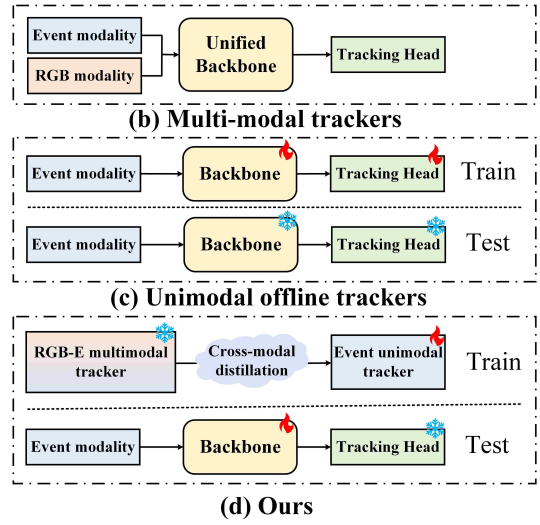 Event modality
RGB modality
Unified
Backbone
Tracking Head
(b) Multi-modal trackers
Event modality
Backbone
Tracking Head
Train
Event modality
Backbone
Tracking Head
Test
(c) Unimodal offline trackers
RGB-E multimodal
tracker
Cross-modal
distillation
Event unimodal
tracker
Train
Event modality
Backbone
Tracking Head
Test
(d) Ours